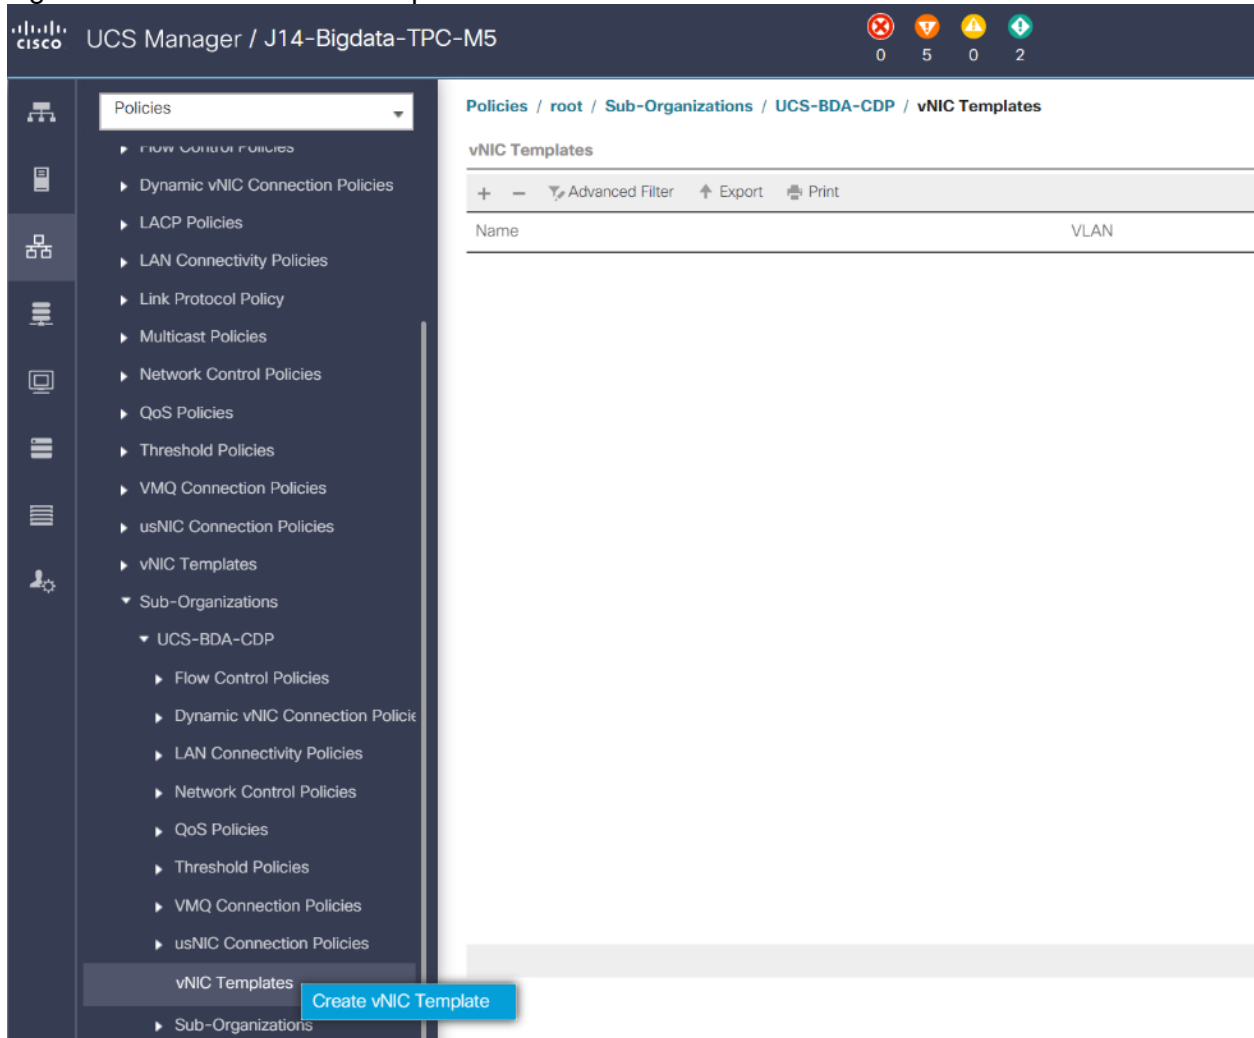 cisco UCS Manager / J14-Bigdata-TPC-M5
0 5 0 2
Policies
Policies / root / Sub-Organizations / UCS-BDA-CDP / vNIC Templates
Flow Control Policies
vNIC Templates
Dynamic vNIC Connection Policies
+ − Advanced Filter Export Print
LACP Policies
Name VLAN
LAN Connectivity Policies
Link Protocol Policy
Multicast Policies
Network Control Policies
QoS Policies
Threshold Policies
VMQ Connection Policies
usNIC Connection Policies
vNIC Templates
Sub-Organizations
UCS-BDA-CDP
Flow Control Policies
Dynamic vNIC Connection Policie
LAN Connectivity Policies
Network Control Policies
QoS Policies
Threshold Policies
VMQ Connection Policies
usNIC Connection Policies
vNIC Templates
Create vNIC Template
Sub-Organizations